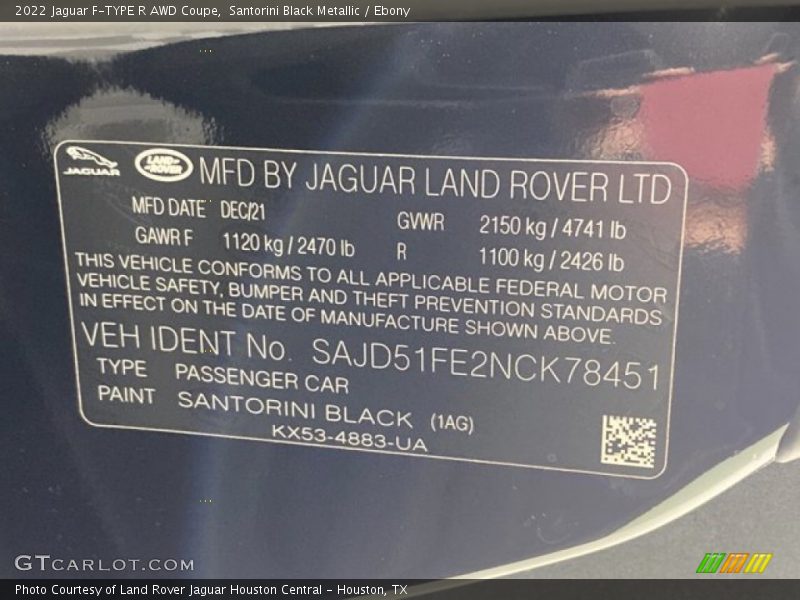 2022 Jaguar F-TYPE R AWD Coupe, Santorini Black Metallic / Ebony
JAGUAR LAND-ROVER MFD BY JAGUAR LAND ROVER LTD
MFD DATE DEC/21 GVWR 2150 kg / 4741 lb
GAWR F 1120 kg / 2470 lb R 1100 kg / 2426 lb
THIS VEHICLE CONFORMS TO ALL APPLICABLE FEDERAL MOTOR
VEHICLE SAFETY, BUMPER AND THEFT PREVENTION STANDARDS
IN EFFECT ON THE DATE OF MANUFACTURE SHOWN ABOVE.
VEH IDENT No. SAJD51FE2NCK78451
TYPE PASSENGER CAR
PAINT SANTORINI BLACK (1AG)
KX53-4883-UA
GTCARLOT.COM
Photo Courtesy of Land Rover Jaguar Houston Central - Houston, TX